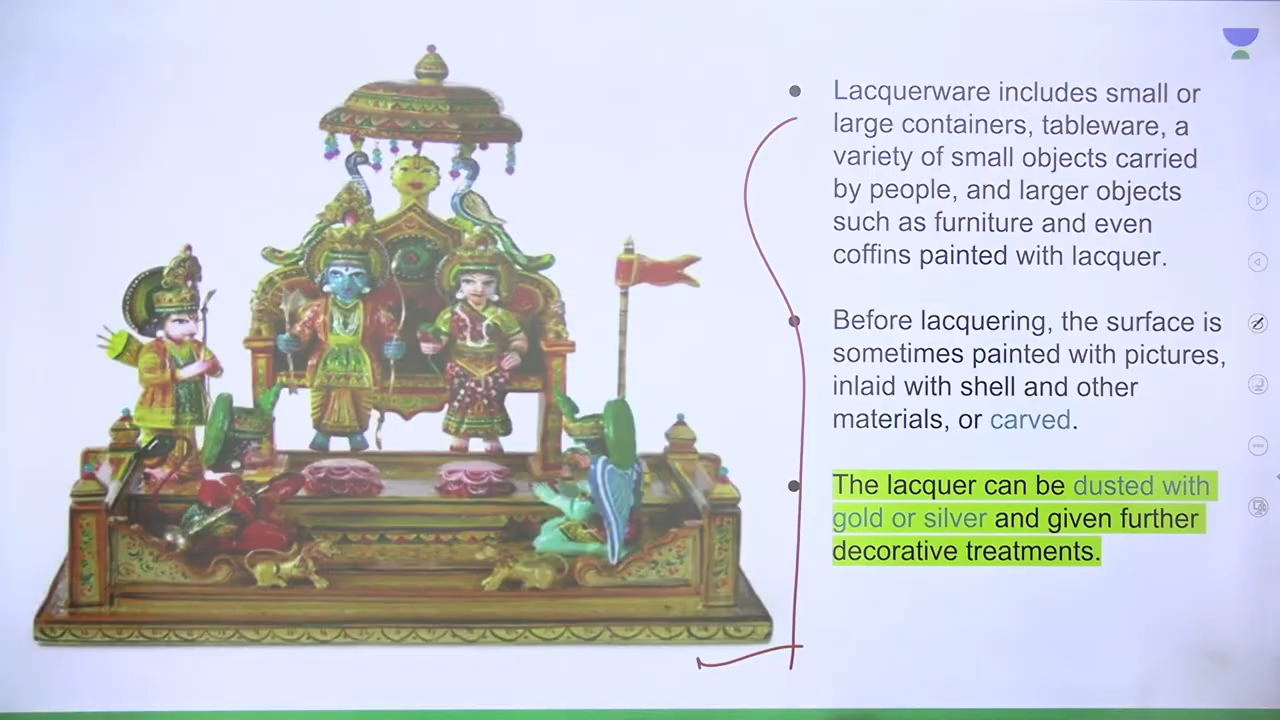 Lacquerware includes small or
large containers, tableware, a
variety of small objects carried
by people, and larger objects
such as furniture and even
coffins painted with lacquer.
Before lacquering, the surface is
sometimes painted with pictures,
inlaid with shell and other
materials, or carved.
The lacquer can be dusted with
gold or silver and given further
decorative treatments.